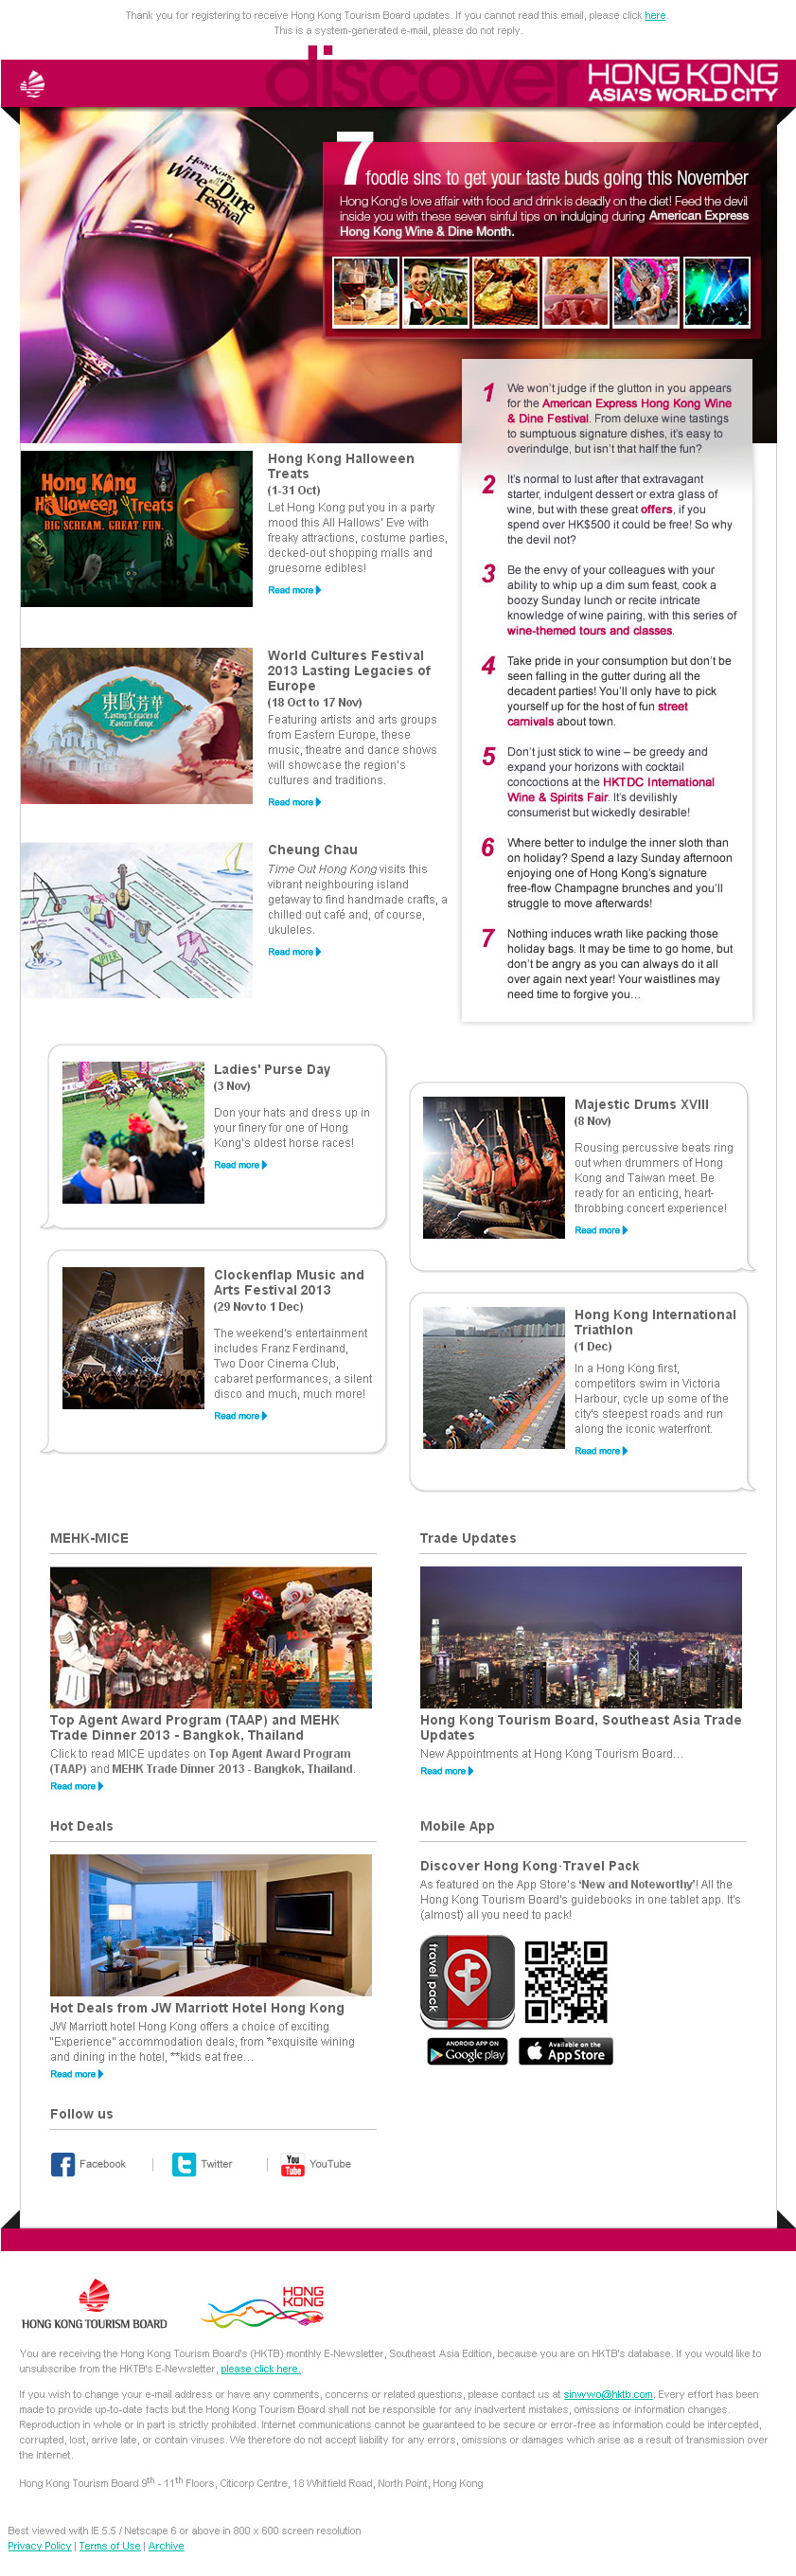 Thank you for registering to receive Hong Kong Tourism Board updates. If you cannot read this email, please click here.
This is a system-generated e-mail, please do not reply.
discover HONG KONG
ASIA'S WORLD CITY
Hong Kong
Wine & Dine
Festival
7 foodie sins to get your taste buds going this November
Hong Kong's love affair with food and drink is deadly on the diet! Feed the devil
inside you with these seven sinful tips on indulging during American Express
Hong Kong Wine & Dine Month.
1 We won't judge if the glutton in you appears
for the American Express Hong Kong Wine
& Dine Festival. From deluxe wine tastings
to sumptuous signature dishes, it's easy to
overindulge, but isn't that half the fun?
2 It's normal to lust after that extravagant
starter, indulgent dessert or extra glass of
wine, but with these great offers, if you
spend over HK$500 it could be free! So why
the devil not?
3 Be the envy of your colleagues with your
ability to whip up a dim sum feast, cook a
boozy Sunday lunch or recite intricate
knowledge of wine pairing, with this series of
wine-themed tours and classes.
4 Take pride in your consumption but don't be
seen falling in the gutter during all the
decadent parties! You'll only have to pick
yourself up for the host of fun street
carnivals about town.
5 Don't just stick to wine – be greedy and
expand your horizons with cocktail
concoctions at the HKTDC International
Wine & Spirits Fair. It's devilishly
consumerist but wickedly desirable!
6 Where better to indulge the inner sloth than
on holiday? Spend a lazy Sunday afternoon
enjoying one of Hong Kong's signature
free-flow Champagne brunches and you'll
struggle to move afterwards!
7 Nothing induces wrath like packing those
holiday bags. It may be time to go home, but
don't be angry as you can always do it all
over again next year! Your waistlines may
need time to forgive you…
Hong Kong
Halloween Treats
BIG SCREAM. GREAT FUN.
Hong Kong Halloween
Treats
(1-31 Oct)
Let Hong Kong put you in a party
mood this All Hallows' Eve with
freaky attractions, costume parties,
decked-out shopping malls and
gruesome edibles!
Read more
東歐芳華
Lasting Legacies of
Eastern Europe
World Cultures Festival
2013 Lasting Legacies of
Europe
(18 Oct to 17 Nov)
Featuring artists and arts groups
from Eastern Europe, these
music, theatre and dance shows
will showcase the region's
cultures and traditions.
Read more
PIER
Cheung Chau
Time Out Hong Kong visits this
vibrant neighbouring island
getaway to find handmade crafts, a
chilled out café and, of course,
ukuleles.
Read more
Ladies' Purse Day
(3 Nov)
Don your hats and dress up in
your finery for one of Hong
Kong's oldest horse races!
Read more
Majestic Drums XVIII
(8 Nov)
Rousing percussive beats ring
out when drummers of Hong
Kong and Taiwan meet. Be
ready for an enticing, heart-
throbbing concert experience!
Read more
Clockenflap Music and
Arts Festival 2013
(29 Nov to 1 Dec)
The weekend's entertainment
includes Franz Ferdinand,
Two Door Cinema Club,
cabaret performances, a silent
disco and much, much more!
Read more
Hong Kong International
Triathlon
(1 Dec)
In a Hong Kong first,
competitors swim in Victoria
Harbour, cycle up some of the
city's steepest roads and run
along the iconic waterfront.
Read more
MEHK-MICE
Top Agent Award Program (TAAP) and MEHK
Trade Dinner 2013 - Bangkok, Thailand
Click to read MICE updates on Top Agent Award Program
(TAAP) and MEHK Trade Dinner 2013 - Bangkok, Thailand.
Read more
Trade Updates
Hong Kong Tourism Board, Southeast Asia Trade
Updates
New Appointments at Hong Kong Tourism Board…
Read more
Hot Deals
Hot Deals from JW Marriott Hotel Hong Kong
JW Marriott hotel Hong Kong offers a choice of exciting
"Experience" accommodation deals, from *exquisite wining
and dining in the hotel, **kids eat free…
Read more
Mobile App
Discover Hong Kong·Travel Pack
As featured on the App Store's 'New and Noteworthy'! All the
Hong Kong Tourism Board's guidebooks in one tablet app. It's
(almost) all you need to pack!
travel pack
ANDROID APP ON
Google play
Available on the
App Store
Follow us
Facebook | Twitter | You Tube YouTube
HONG KONG TOURISM BOARD
HONG
KONG
You are receiving the Hong Kong Tourism Board's (HKTB) monthly E-Newsletter, Southeast Asia Edition, because you are on HKTB's database. If you would like to
unsubscribe from the HKTB's E-Newsletter, please click here..
If you wish to change your e-mail address or have any comments, concerns or related questions, please contact us at sinwwo@hktb.com. Every effort has been
made to provide up-to-date facts but the Hong Kong Tourism Board shall not be responsible for any inadvertent mistakes, omissions or information changes.
Reproduction in whole or in part is strictly prohibited. Internet communications cannot be guaranteed to be secure or error-free as information could be intercepted,
corrupted, lost, arrive late, or contain viruses. We therefore do not accept liability for any errors, omissions or damages which arise as a result of transmission over
the Internet.
Hong Kong Tourism Board 9th - 11th Floors, Citicorp Centre, 18 Whitfield Road, North Point, Hong Kong
Best viewed with IE 5.5 / Netscape 6 or above in 800 x 600 screen resolution
Privacy Policy | Terms of Use | Archive